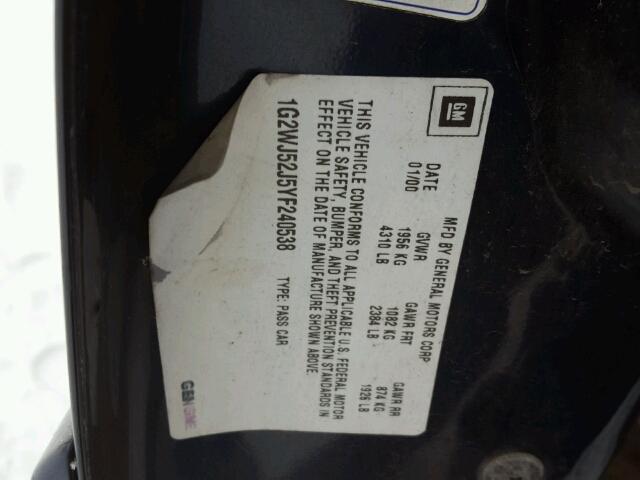 GM
MFD BY GENERAL MOTORS CORP
DATE GVWR GAWR FRT GAWR RR
01/00 1956 KG 1082 KG 874 KG
4310 LB 2384 LB 1926 LB
THIS VEHICLE CONFORMS TO ALL APPLICABLE U.S. FEDERAL MOTOR
VEHICLE SAFETY, BUMPER, AND THEFT PREVENTION STANDARDS IN
EFFECT ON THE DATE OF MANUFACTURE SHOWN ABOVE.
1G2WJ52J5YF240538 TYPE: PASS CAR